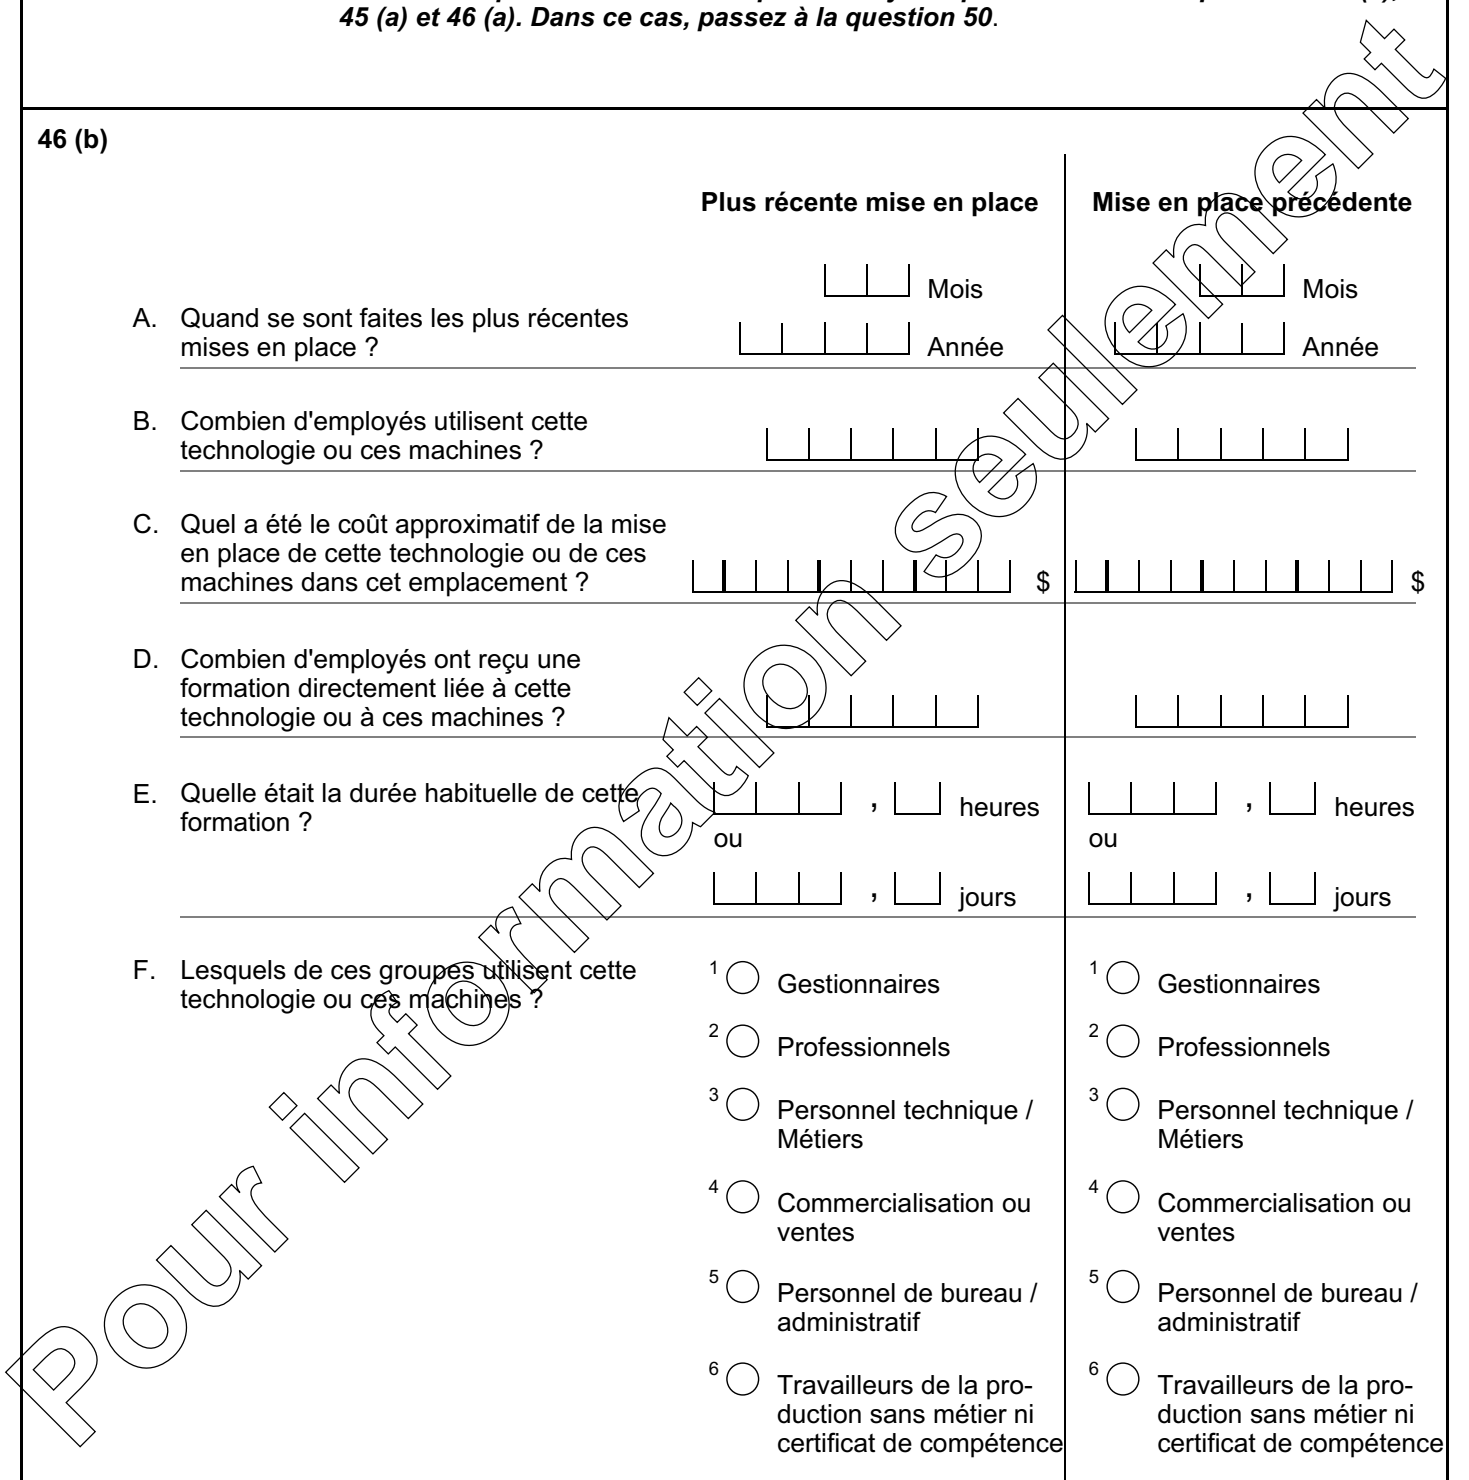 45 (a) et 46 (a). Dans ce cas, passez à la question 50.
46 (b)
Plus récente mise en place
Mise en place précédente
Mois
Mois
A. Quand se sont faites les plus récentes
mises en place ?
Année
Année
B. Combien d'employés utilisent cette
technologie ou ces machines ?
C. Quel a été le coût approximatif de la mise
en place de cette technologie ou de ces
machines dans cet emplacement ?
$
$
D. Combien d'employés ont reçu une
formation directement liée à cette
technologie ou à ces machines ?
E. Quelle était la durée habituelle de cette
formation ?
, heures
, heures
ou
ou
, jours
, jours
F. Lesquels de ces groupes utilisent cette
technologie ou ces machines ?
1 Gestionnaires
2 Professionnels
3 Personnel technique /
Métiers
4 Commercialisation ou
ventes
5 Personnel de bureau /
administratif
6 Travailleurs de la pro-
duction sans métier ni
certificat de compétence
1 Gestionnaires
2 Professionnels
3 Personnel technique /
Métiers
4 Commercialisation ou
ventes
5 Personnel de bureau /
administratif
6 Travailleurs de la pro-
duction sans métier ni
certificat de compétence
Pour information seulement